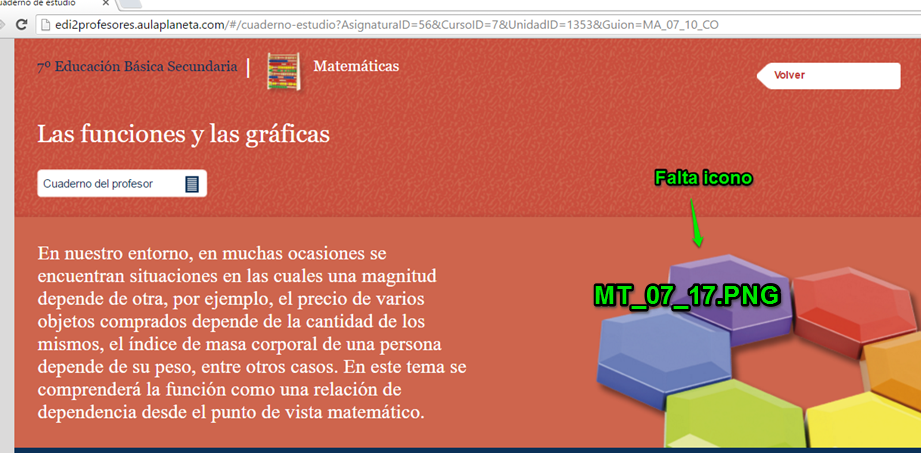 uaderno de estudio
edi2profesores.aulaplaneta.com/#/cuaderno-estudio?AsignaturaID=56&CursoID=7&UnidadID=1353&Guion=MA_07_10_CO
7º Educación Básica Secundaria | Matemáticas
Volver
Las funciones y las gráficas
Cuaderno del profesor
Falta icono
MT_07_17.PNG
En nuestro entorno, en muchas ocasiones se
encuentran situaciones en las cuales una magnitud
depende de otra, por ejemplo, el precio de varios
objetos comprados depende de la cantidad de los
mismos, el índice de masa corporal de una persona
depende de su peso, entre otros casos. En este tema se
comprenderá la función como una relación de
dependencia desde el punto de vista matemático.